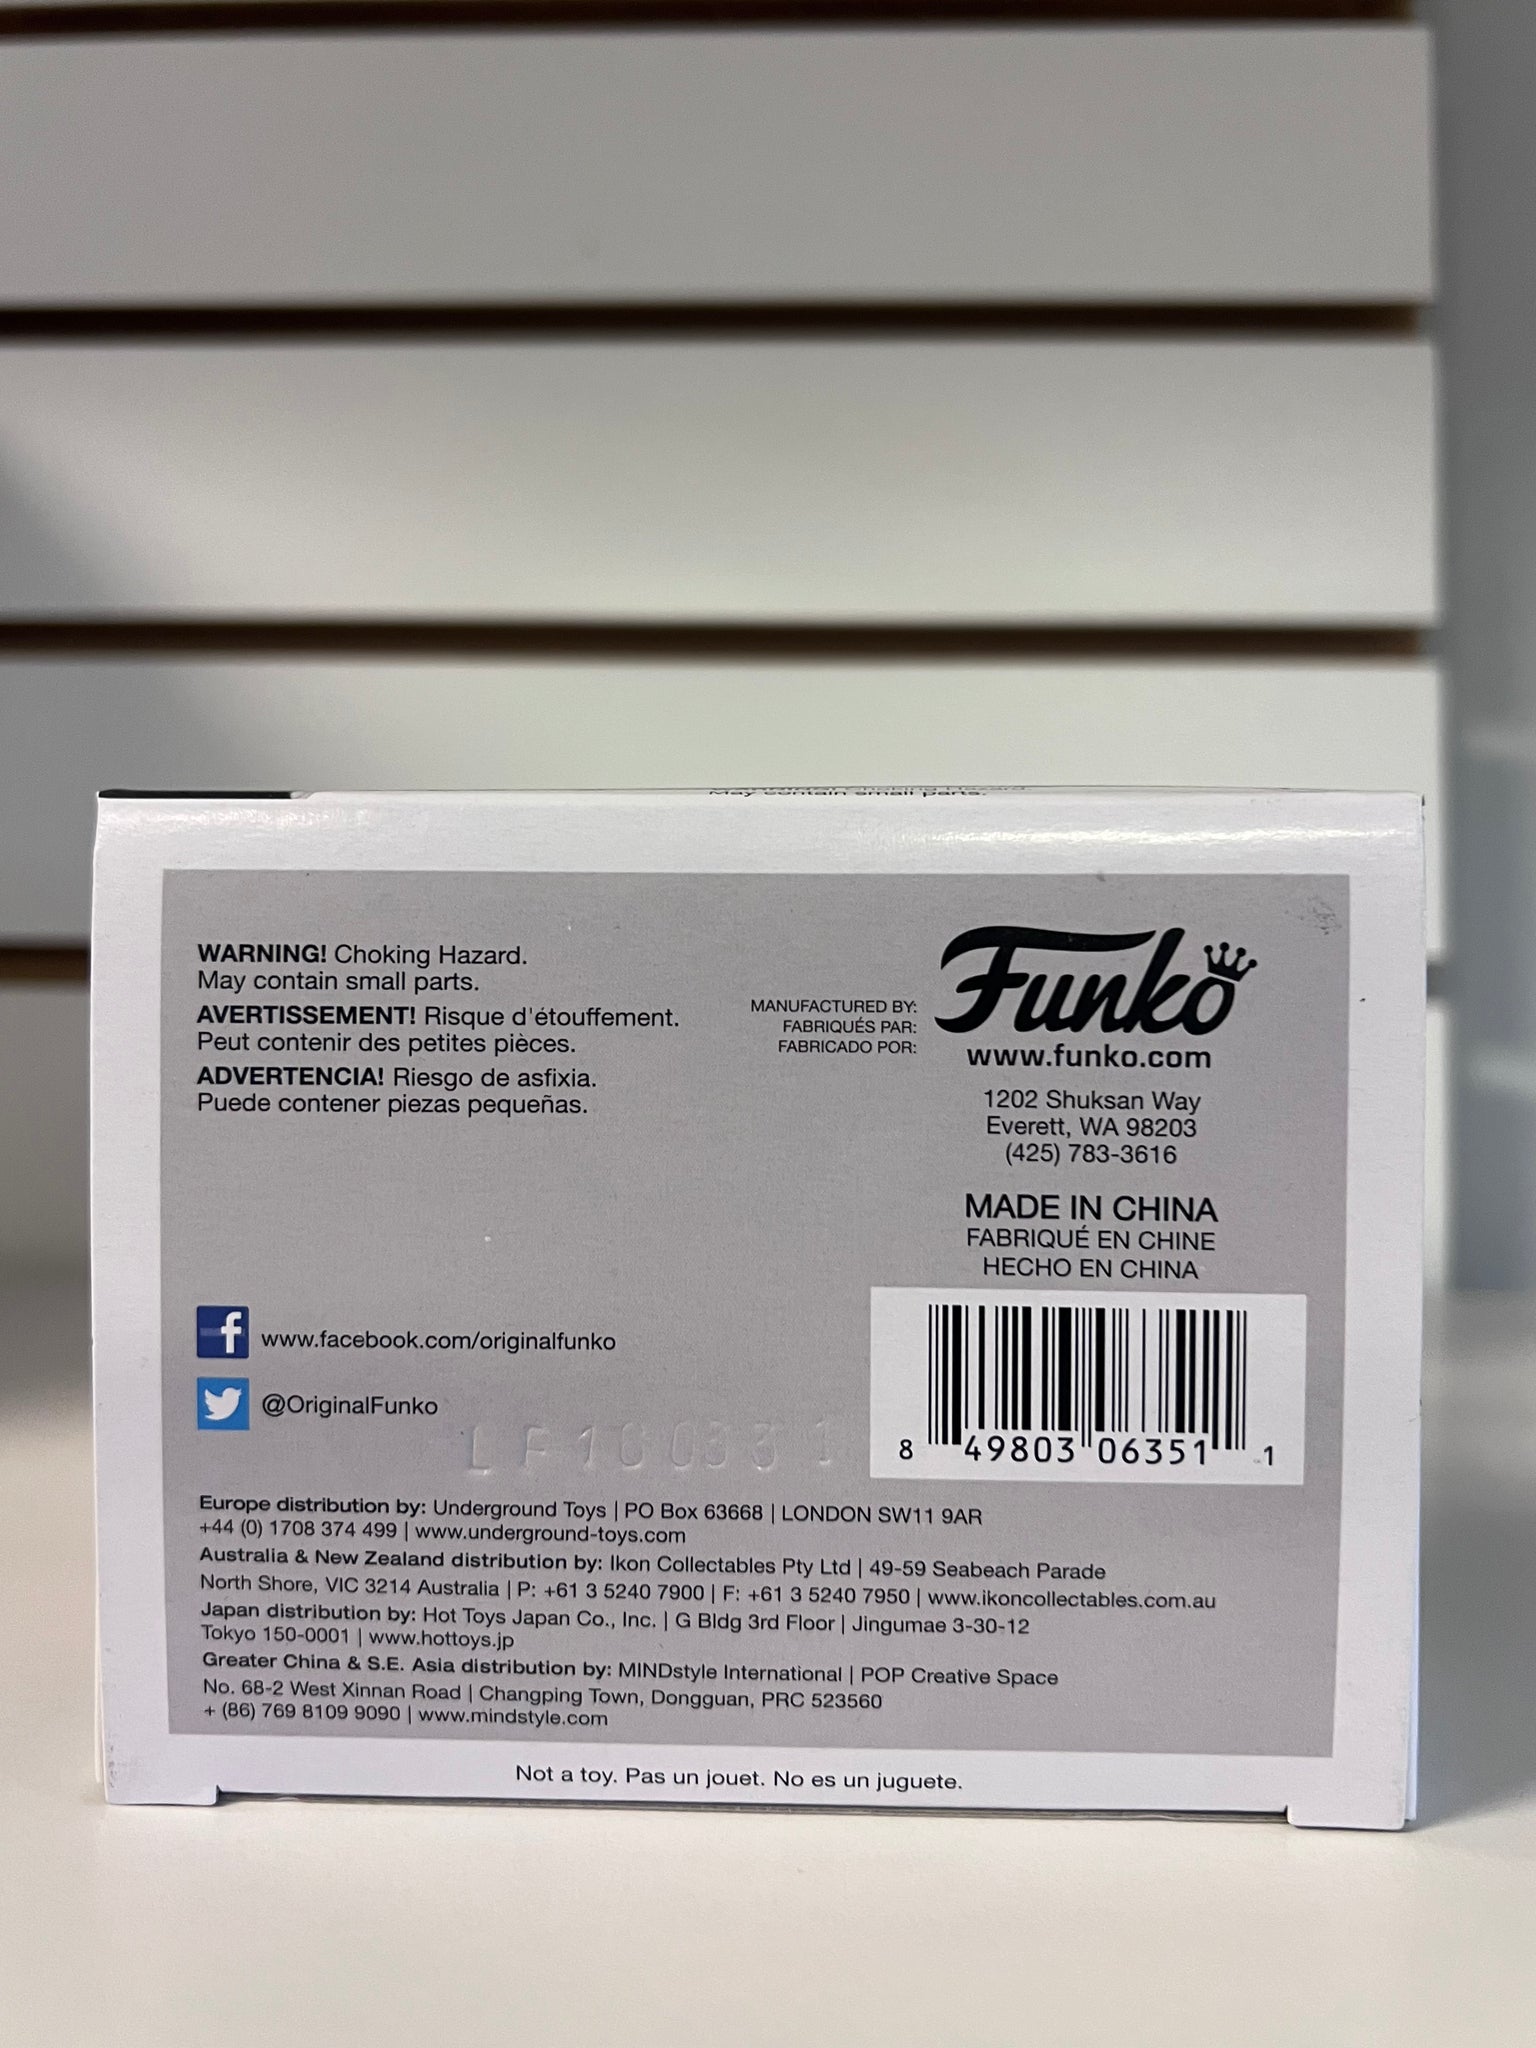 May contain small parts.
WARNING! Choking Hazard.
May contain small parts.
AVERTISSEMENT! Risque d'étouffement.
Peut contenir des petites pièces.
ADVERTENCIA! Riesgo de asfixia.
Puede contener piezas pequeñas.
MANUFACTURED BY:
FABRIQUÉS PAR:
FABRICADO POR:
Funko
www.funko.com
1202 Shuksan Way
Everett, WA 98203
(425) 783-3616
MADE IN CHINA
FABRIQUÉ EN CHINE
HECHO EN CHINA
f www.facebook.com/originalfunko
@OriginalFunko
8 49803 06351 1
Europe distribution by: Underground Toys | PO Box 63668 | LONDON SW11 9AR
+44 (0) 1708 374 499 | www.underground-toys.com
Australia & New Zealand distribution by: Ikon Collectables Pty Ltd | 49-59 Seabeach Parade
North Shore, VIC 3214 Australia | P: +61 3 5240 7900 | F: +61 3 5240 7950 | www.ikoncollectables.com.au
Japan distribution by: Hot Toys Japan Co., Inc. | G Bldg 3rd Floor | Jingumae 3-30-12
Tokyo 150-0001 | www.hottoys.jp
Greater China & S.E. Asia distribution by: MINDstyle International | POP Creative Space
No. 68-2 West Xinnan Road | Changping Town, Dongguan, PRC 523560
+ (86) 769 8109 9090 | www.mindstyle.com
Not a toy. Pas un jouet. No es un juguete.